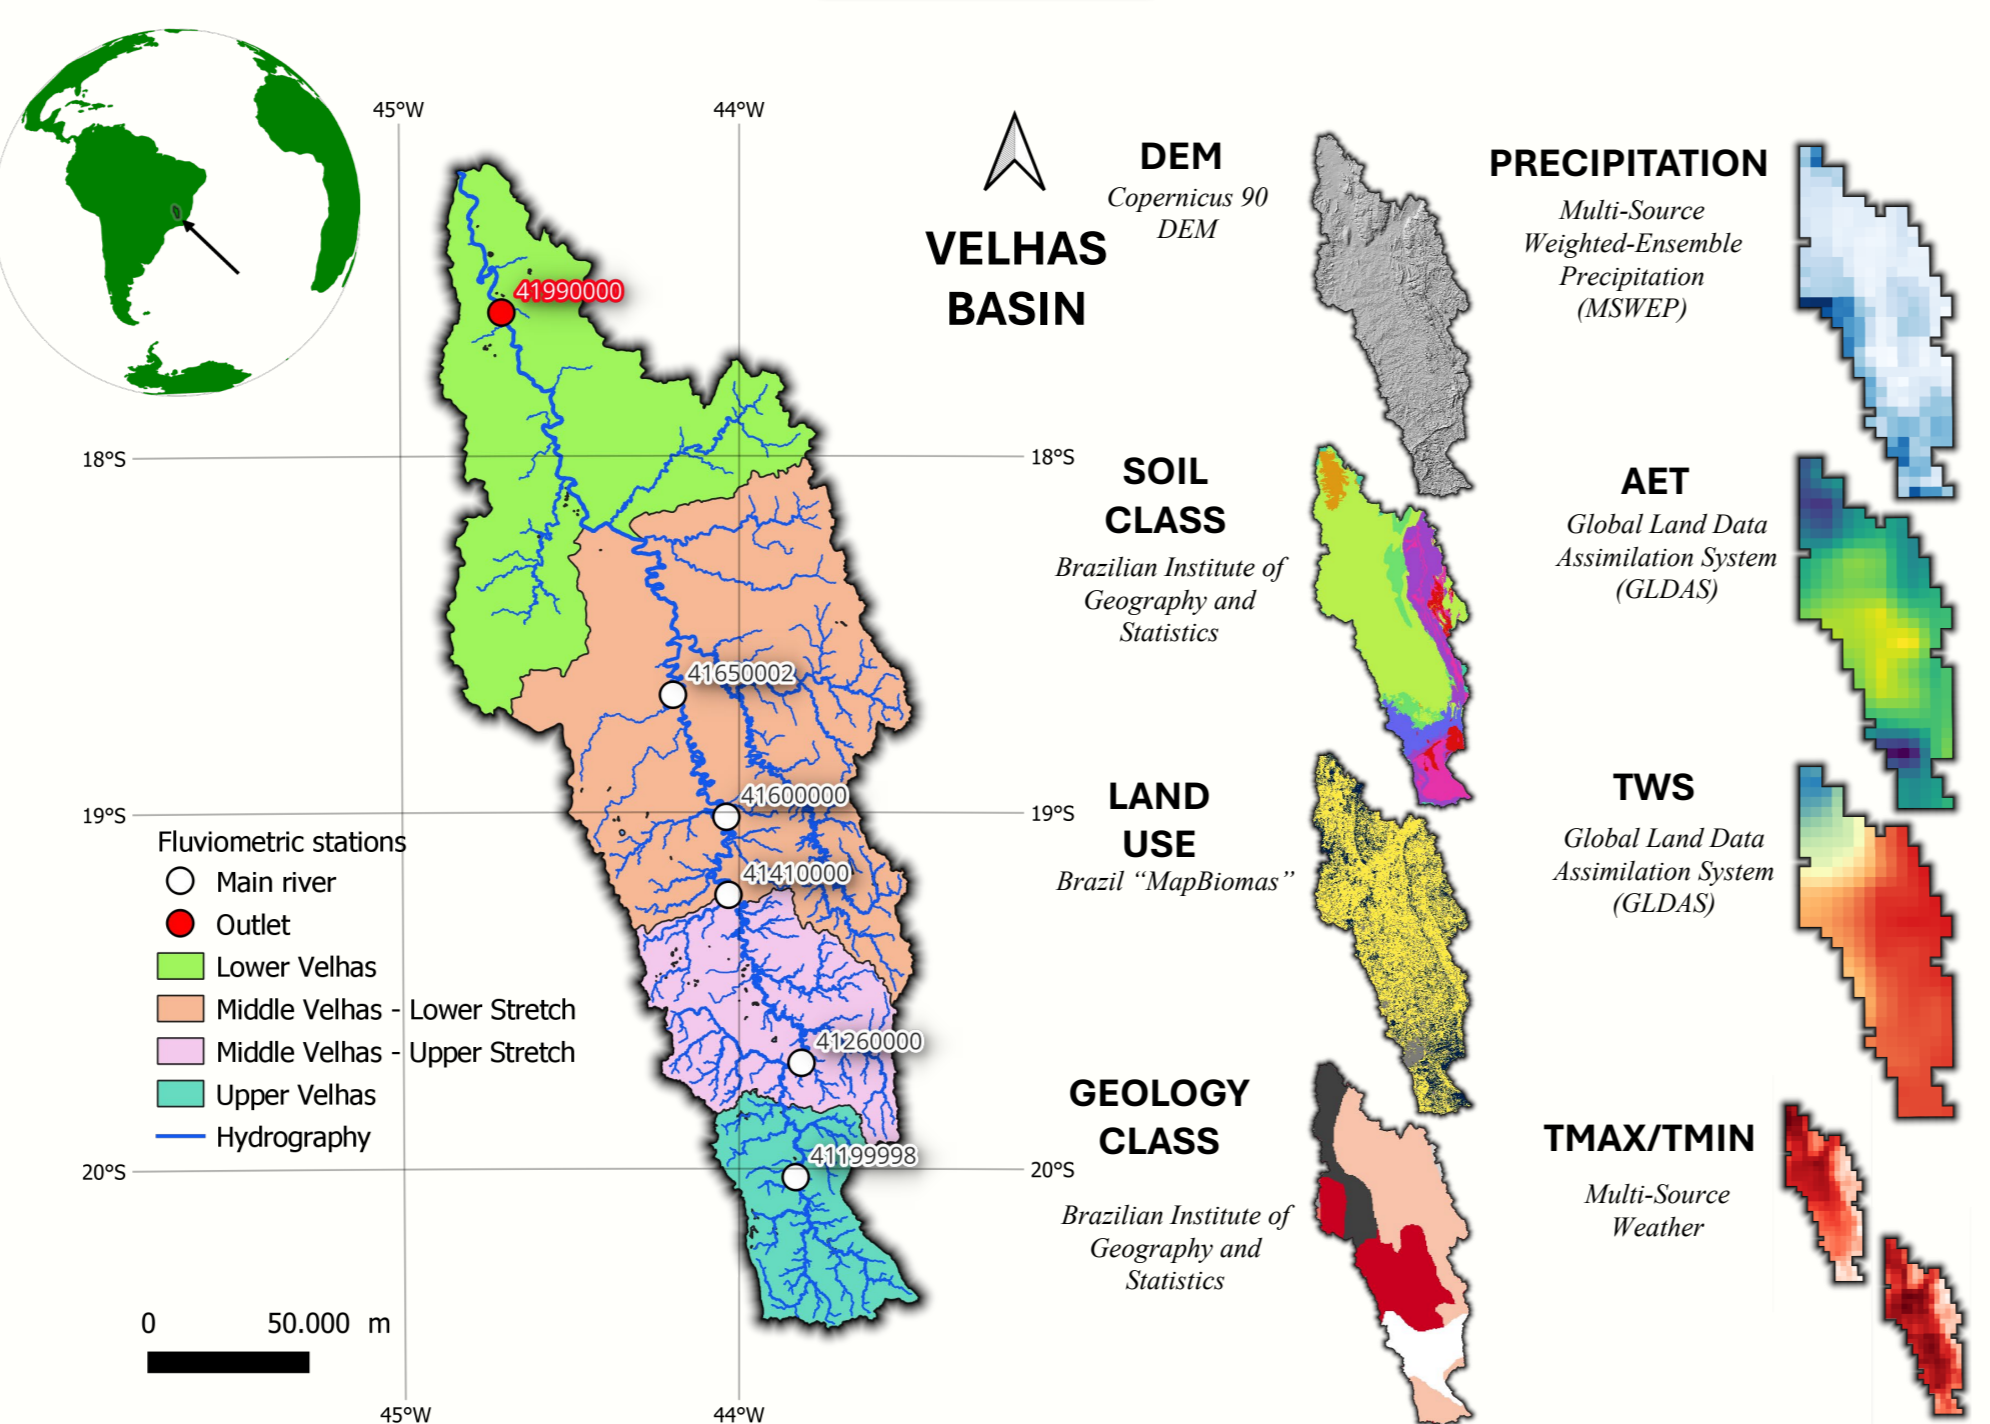 45°W
44°W
VELHAS
BASIN
41990000
18°S
18°S
41650002
41600000
19°S
19°S
41410000
41260000
41199998
20°S
20°S
45°W
44°W
Fluviometric stations
Main river
Outlet
Lower Velhas
Middle Velhas - Lower Stretch
Middle Velhas - Upper Stretch
Upper Velhas
Hydrography
0 50.000 m
DEM
Copernicus 90
DEM
SOIL
CLASS
Brazilian Institute of
Geography and
Statistics
LAND
USE
Brazil “MapBiomas”
GEOLOGY
CLASS
Brazilian Institute of
Geography and
Statistics
PRECIPITATION
Multi-Source
Weighted-Ensemble
Precipitation
(MSWEP)
AET
Global Land Data
Assimilation System
(GLDAS)
TWS
Global Land Data
Assimilation System
(GLDAS)
TMAX/TMIN
Multi-Source
Weather